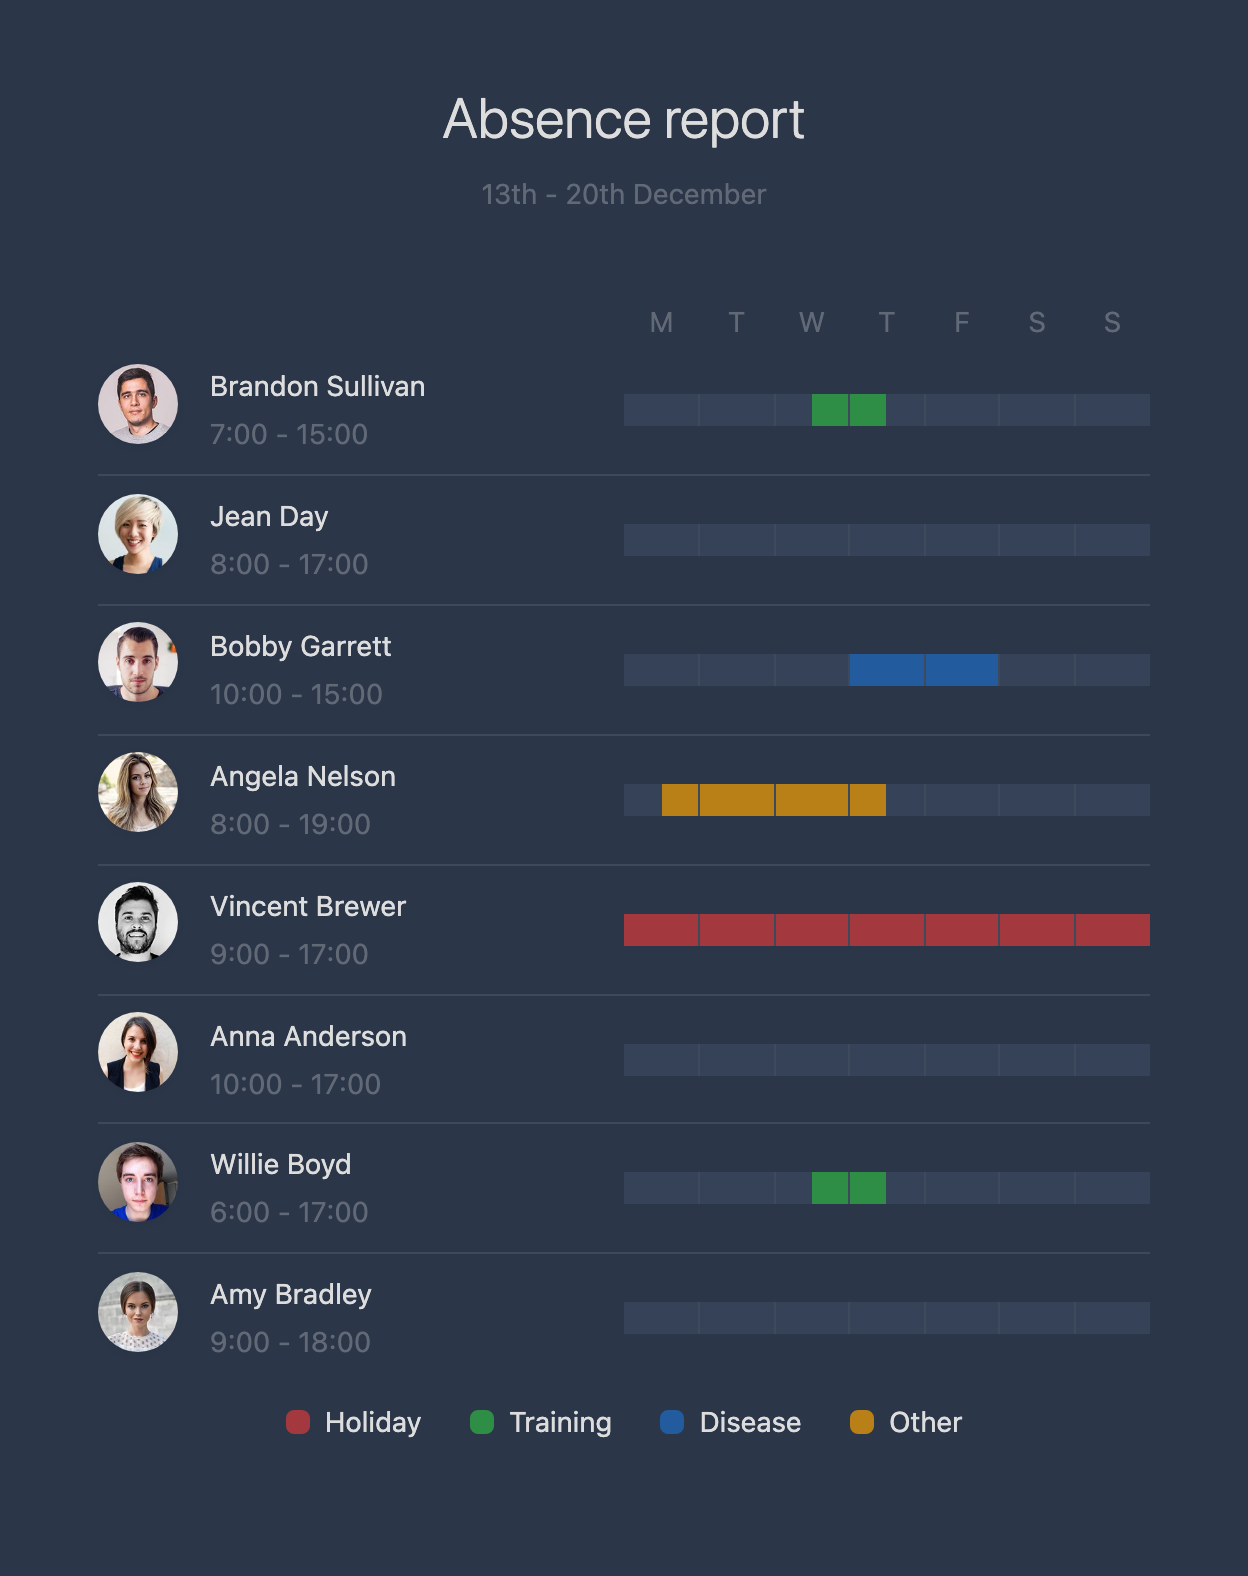 Absence report
13th - 20th December
M T W T F S S
Brandon Sullivan
7:00 - 15:00
Jean Day
8:00 - 17:00
Bobby Garrett
10:00 - 15:00
Angela Nelson
8:00 - 19:00
Vincent Brewer
9:00 - 17:00
Anna Anderson
10:00 - 17:00
Willie Boyd
6:00 - 17:00
Amy Bradley
9:00 - 18:00
Holiday Training Disease Other